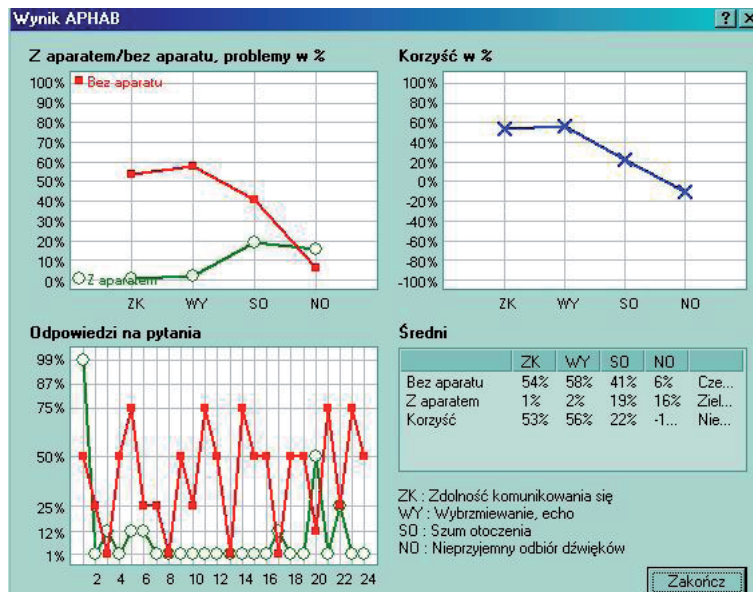 Wynik APHAB
Z aparatem/bez aparatu, problemy w %
100%
90%
80%
70%
60%
50%
40%
30%
20%
10%
0%
Bez aparatu
Z aparatem
ZK WY SO NO
Korzyść w %
100%
80%
60%
40%
20%
0%
-20%
-40%
-60%
-80%
-100%
ZK WY SO NO
Odpowiedzi na pytania
99%
87%
75%
50%
25%
12%
1%
2 4 6 8 10 12 14 16 18 20 22 24
Średni
ZK WY SO NO
Bez aparatu 54% 58% 41% 6% Cze...
Z aparatem 1% 2% 19% 16% Ziel...
Korzyść 53% 56% 22% -1... Nie...
ZK : Zdolność komunikowania się
WY : Wybrzmiewanie, echo
SO : Szum otoczenia
NO : Nieprzyjemny odbiór dźwięków
Zakończ